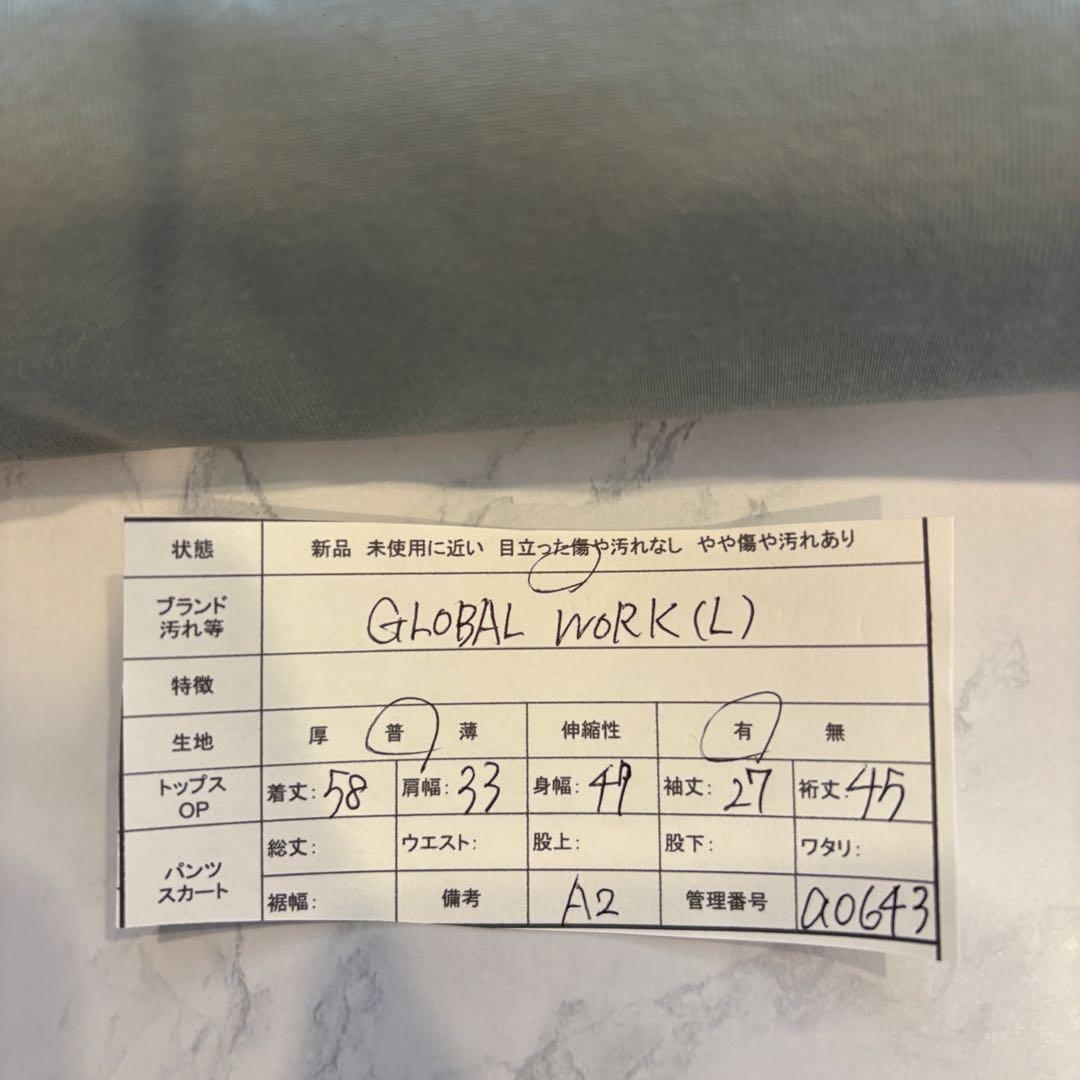 状態 新品 未使用に近い 目立った傷や汚れなし やや傷や汚れあり
ブランド
汚れ等 GLOBAL WORK(L)
特徴
生地 厚 普 薄 伸縮性 有 無
トップス
OP 着丈:58 肩幅:33 身幅:47 袖丈:27 裄丈:45
パンツ
スカート 総丈: ウエスト: 股上: 股下: ワタリ:
裾幅: 備考 A2 管理番号 a0643